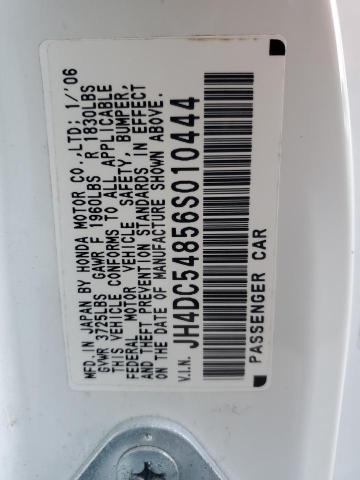 MFD. IN JAPAN BY HONDA MOTOR CO.,LTD; 1/'06
GVWR 3725LBS GAWR F 1960LBS R 1830LBS
THIS VEHICLE CONFORMS TO ALL APPLICABLE
FEDERAL MOTOR VEHICLE SAFETY, BUMPER,
AND THEFT PREVENTION STANDARDS IN EFFECT
ON THE DATE OF MANUFACTURE SHOWN ABOVE.
V.I.N. JH4DC54856S010444
PASSENGER CAR